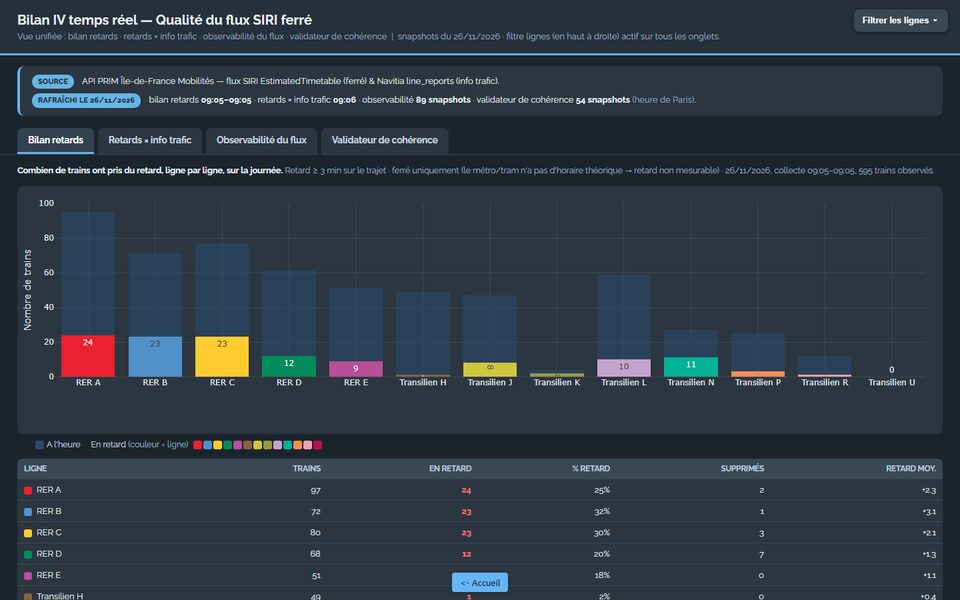 Bilan IV temps réel — Qualité du flux SIRI ferré
Filtrer les lignes
Vue unifiée : bilan retards · retards × info trafic · observabilité du flux · validateur de cohérence | snapshots du 26/11/2026 · filtre lignes (en haut à droite) actif sur tous les onglets.
SOURCE API PRIM Île-de-France Mobilités — flux SIRI EstimatedTimetable (ferré) & Navitia line_reports (info trafic).
RAFRAÎCHI LE 26/11/2026 bilan retards 09:05–09:05 · retards × info trafic 09:06 · observabilité 89 snapshots · validateur de cohérence 54 snapshots (heure de Paris).
Bilan retards Retards × info trafic Observabilité du flux Validateur de cohérence
Combien de trains ont pris du retard, ligne par ligne, sur la journée. Retard ≥ 3 min sur le trajet · ferré uniquement (le métro/tram n'a pas d'horaire théorique → retard non mesurable) · 26/11/2026, collecte 09:05–09:05, 595 trains observés.
Nombre de trains
100
80
60
40
20
0
24 23 23 12 9 8 10 11 0
RER A RER B RER C RER D RER E Transilien H Transilien J Transilien K Transilien L Transilien N Transilien P Transilien R Transilien U
A l'heure En retard (couleur = ligne)
LIGNE TRAINS EN RETARD % RETARD SUPPRIMÉS RETARD MOY.
RER A 97 24 25% 2 +2.3
RER B 72 23 32% 1 +3.1
RER C 80 23 30% 3 +2.1
RER D 68 12 20% 7 +1.3
RER E 51 18% 0 +1.1
<- Accueil
Transilien H 49 1 2% 0 +0.4